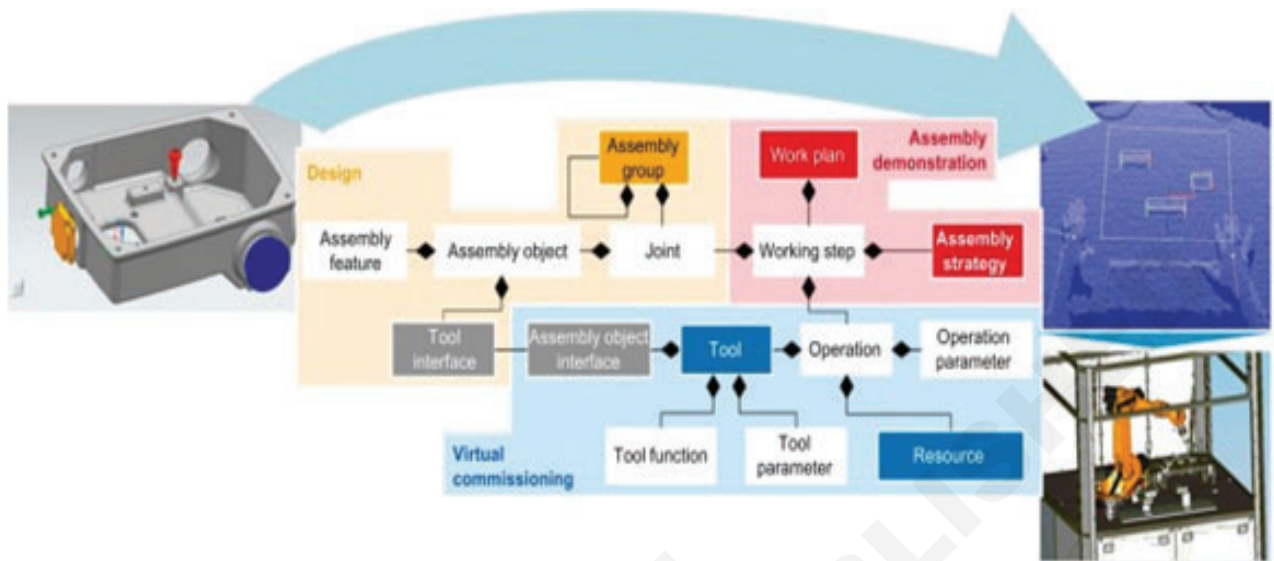 Assembly
group
Work plan
Assembly
demonstration
Design
Assembly
feature
Assembly object
Joint
Working step
Assembly
strategy
Tool
interface
Assembly object
interface
Tool
Operation
Operation
parameter
Virtual
commissioning
Tool function
Tool
parameter
Resource